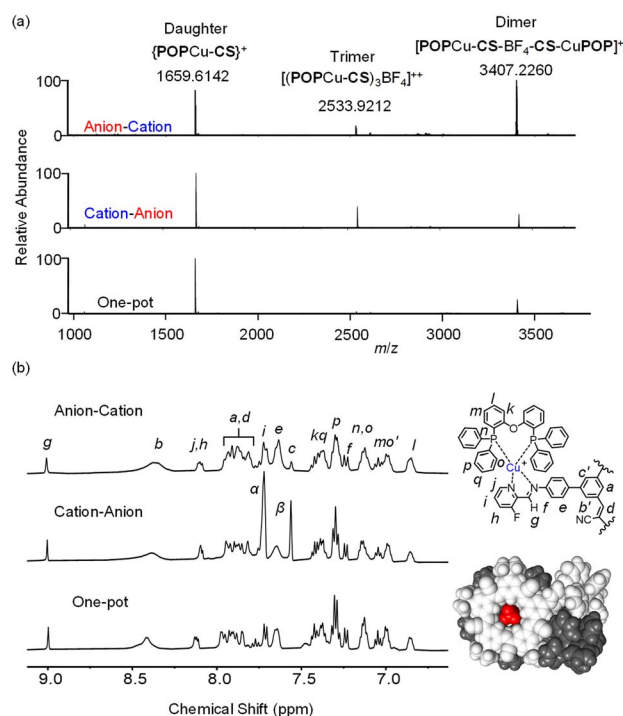 (a)
Daughter
{POPCu-CS}⁺
1659.6142
Trimer
[(POPCu-CS)₃BF₄]⁺⁺
2533.9212
Dimer
[POPCu-CS-BF₄-CS-CuPOP]⁺
3407.2260
Relative Abundance
100
Anion-Cation
0
100
Cation-Anion
0
100
One-pot
0
1000 2000 2500 3000 3500
m/z
(b)
Anion-Cation
g b j,h a,d i e c kq p f n,o mo' l
α β
Cation-Anion
One-pot
9.0 8.5 8.0 7.5 7.0
Chemical Shift (ppm)
l
m k
n O
P P
p o Cu⁺
q
j N N c'
i a
F H f e b' d
h g NC